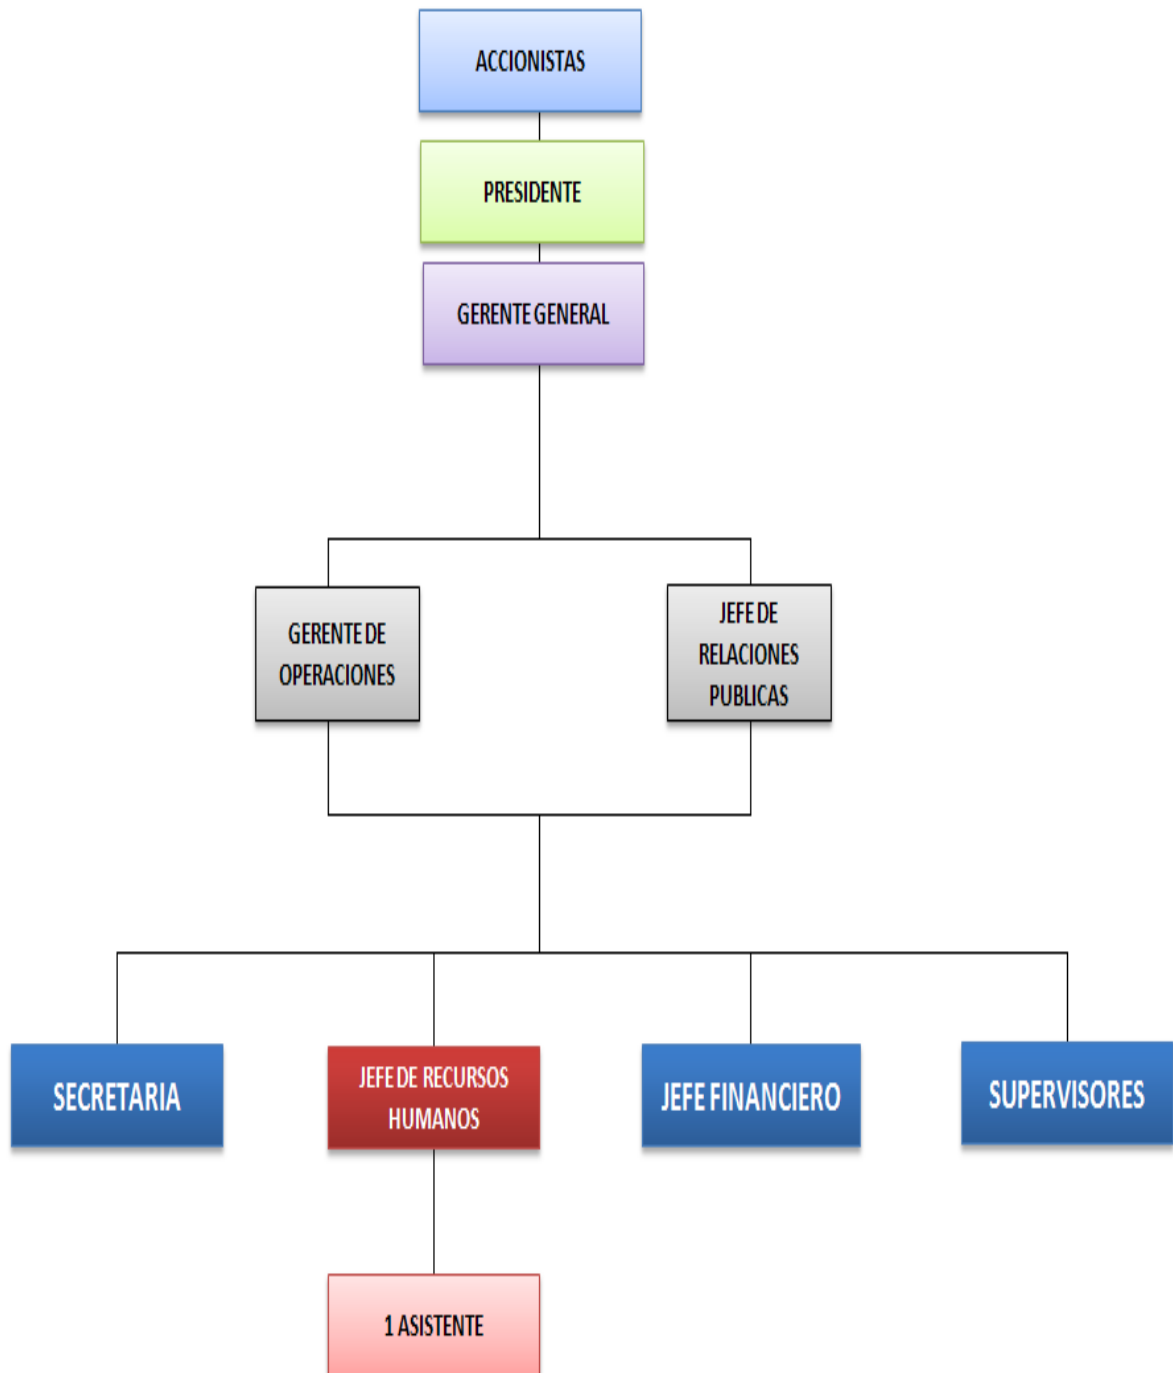 ACCIONISTAS
PRESIDENTE
GERENTE GENERAL
GERENTE DE
OPERACIONES
JEFE DE
RELACIONES
PUBLICAS
SECRETARIA
JEFE DE RECURSOS
HUMANOS
JEFE FINANCIERO
SUPERVISORES
1 ASISTENTE